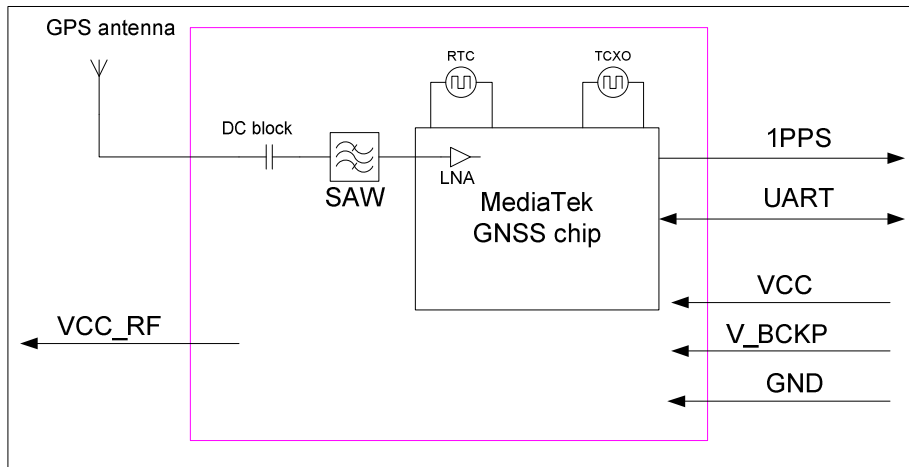 GPS antenna
RTC
TCXO
DC block
1PPS
LNA
SAW
MediaTek
GNSS chip
UART
VCC
VCC_RF
V_BCKP
GND